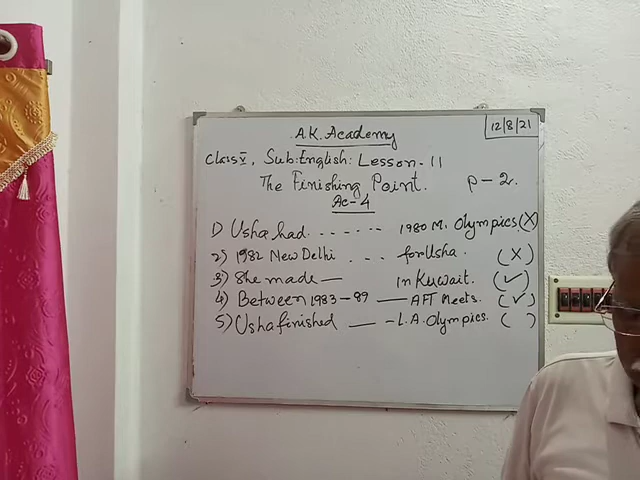 A.K. Academy
12/8/21
Class V, Sub: English: Lesson - 11
The Finishing Point. P - 2.
Ac - 4
1) Usha had. ...... 1980 M. Olympics (X)
2) 1982 New Delhi ... for Usha. (X)
3) She made — in Kuwait. (✓)
4) Between 1983 - 89 — AFT Meets. (✓)
5) Usha finished — - L.A. Olympics. ( )